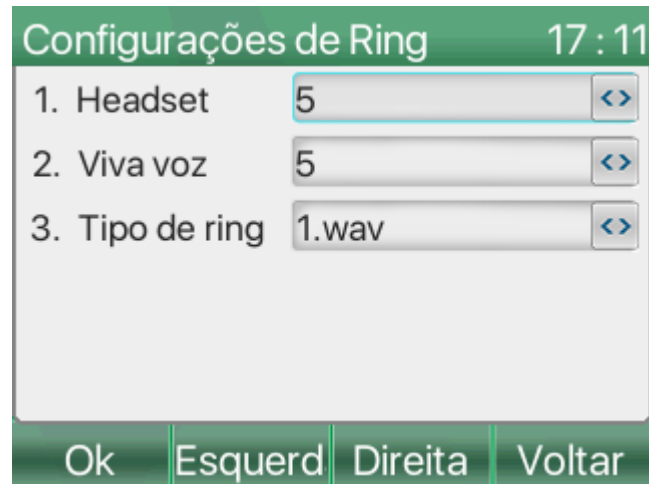 Configurações de Ring 17 : 11
1. Headset 5 <>
2. Viva voz 5 <>
3. Tipo de ring 1.wav <>
Ok Esquerd Direita Voltar